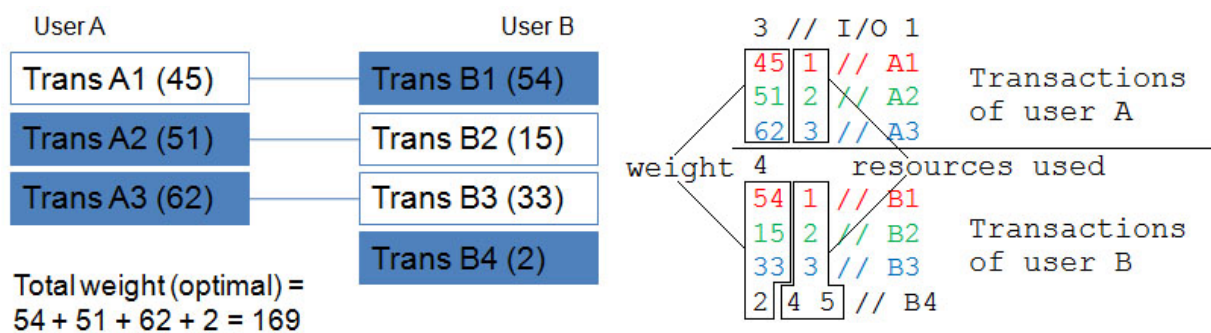 User A
User B
Trans A1 (45)
Trans B1 (54)
Trans A2 (51)
Trans B2 (15)
Trans A3 (62)
Trans B3 (33)
Trans B4 (2)
Total weight (optimal) =
54 + 51 + 62 + 2 = 169
3 // I/O 1
45 1 // A1
51 2 // A2
62 3 // A3
Transactions
of user A
weight
4
resources used
54 1 // B1
15 2 // B2
33 3 // B3
2 4 5 // B4
Transactions
of user B